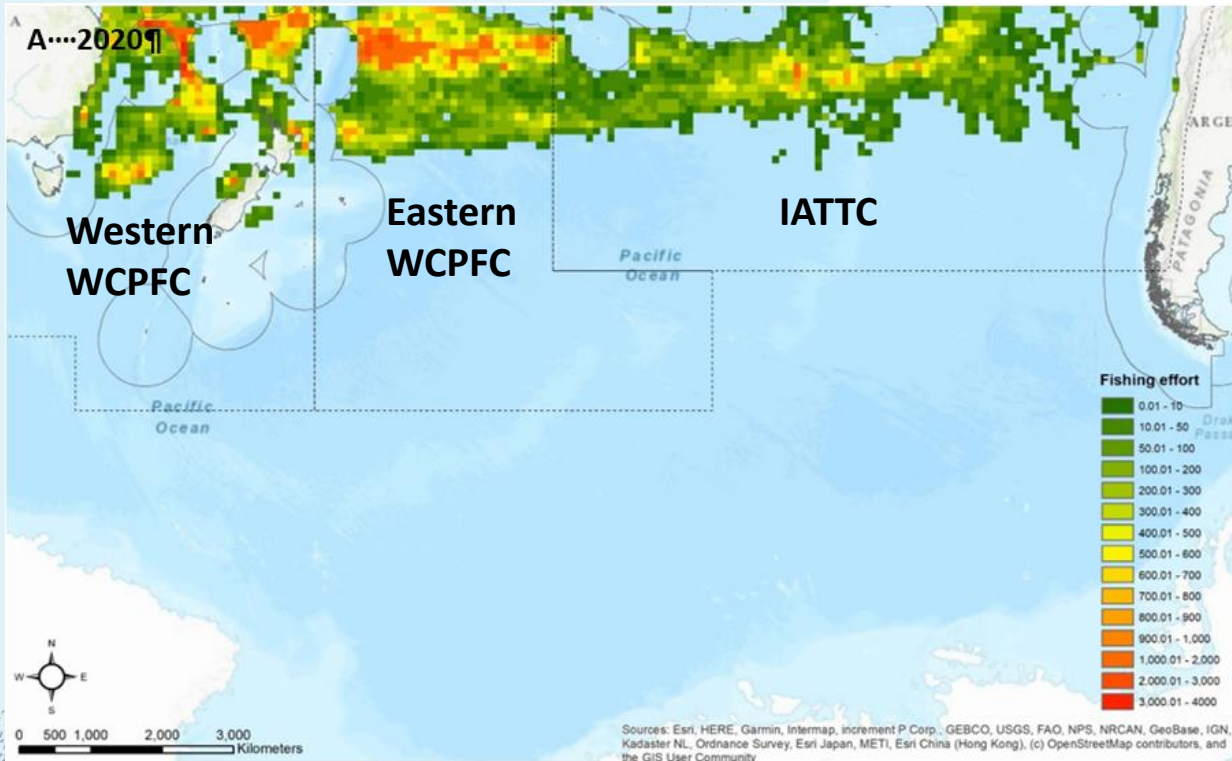 A
A····2020¶
ARGE
PATAGONIA
Western
WCPFC
Eastern
WCPFC
IATTC
Pacific
Ocean
Pacific
Ocean
Drak
Passa
Fishing effort
0.01 - 10
10.01 - 50
50.01 - 100
100.01 - 200
200.01 - 300
300.01 - 400
400.01 - 500
500.01 - 600
600.01 - 700
700.01 - 800
800.01 - 900
900.01 - 1,000
1,000.01 - 2,000
2,000.01 - 3,000
3,000.01 - 4000
N
W E
S
0 500 1,000 2,000 3,000
Kilometers
Sources: Esri, HERE, Garmin, Intermap, increment P Corp., GEBCO, USGS, FAO, NPS, NRCAN, GeoBase, IGN,
Kadaster NL, Ordnance Survey, Esri Japan, METI, Esri China (Hong Kong), (c) OpenStreetMap contributors, and
the GIS User Community